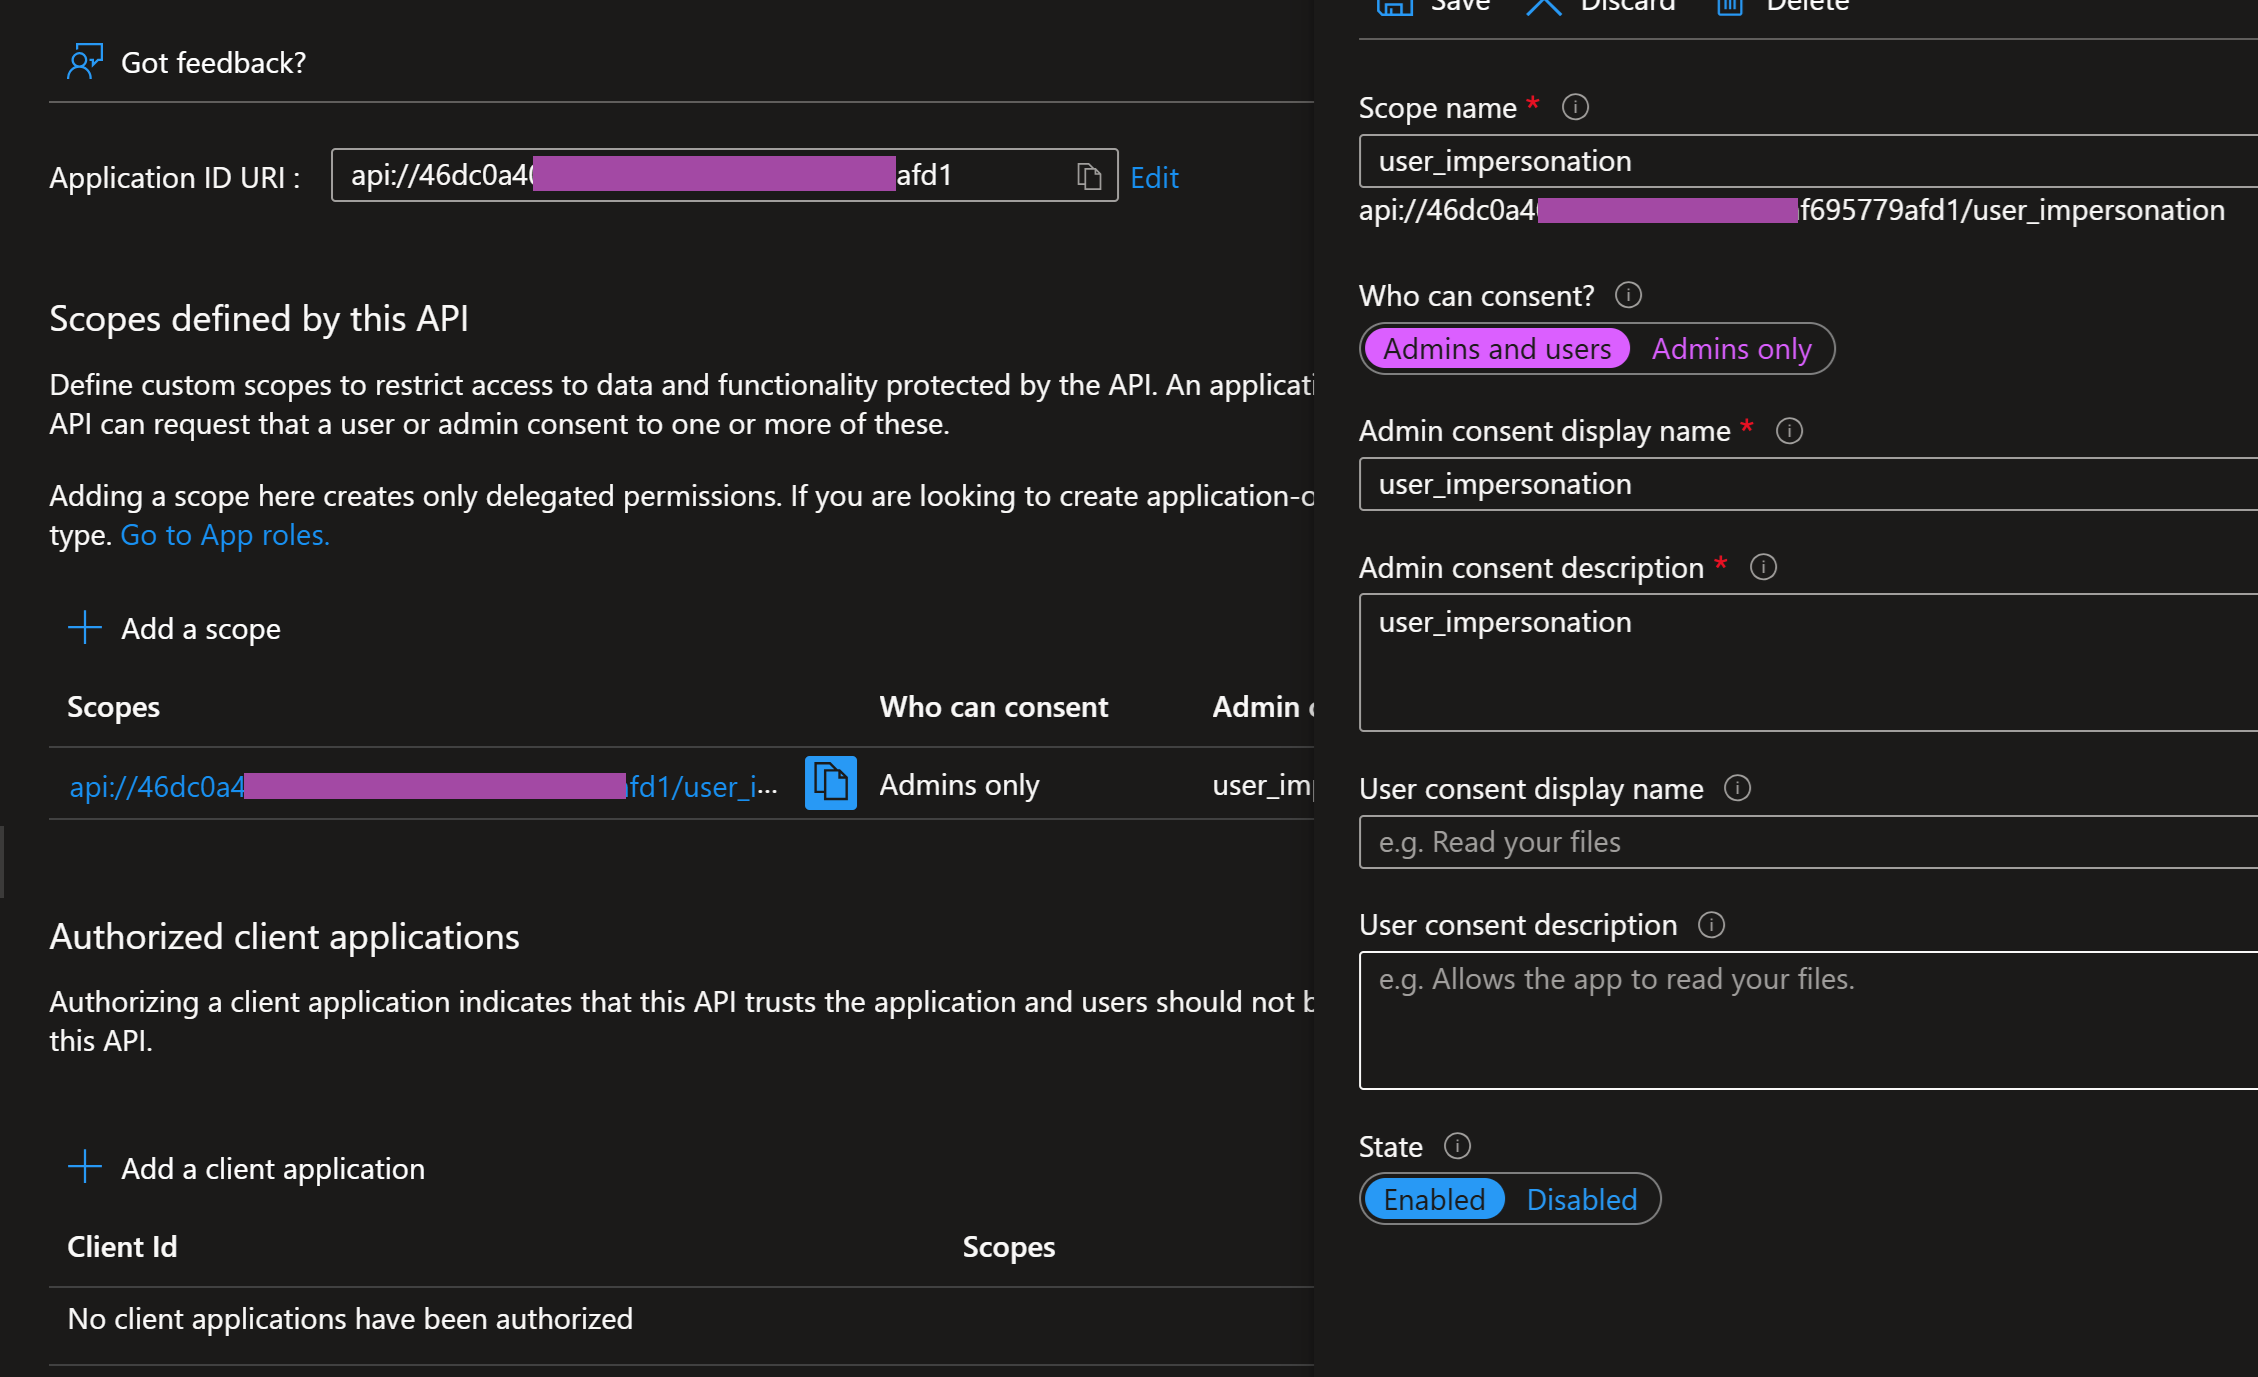 Got feedback?
Application ID URI : api://46dc0a4 afd1 Edit
Scopes defined by this API
Define custom scopes to restrict access to data and functionality protected by the API. An applicati
API can request that a user or admin consent to one or more of these.
Adding a scope here creates only delegated permissions. If you are looking to create application-o
type. Go to App roles.
Add a scope
Scopes Who can consent Admin
api://46dc0a4 fd1/user_i... Admins only user_imp
Authorized client applications
Authorizing a client application indicates that this API trusts the application and users should not b
this API.
Add a client application
Client Id Scopes
No client applications have been authorized
Save Discard Delete
Scope name *
user_impersonation
api://46dc0a4 f695779afd1/user_impersonation
Who can consent?
Admins and users Admins only
Admin consent display name *
user_impersonation
Admin consent description *
user_impersonation
User consent display name
e.g. Read your files
User consent description
e.g. Allows the app to read your files.
State
Enabled Disabled